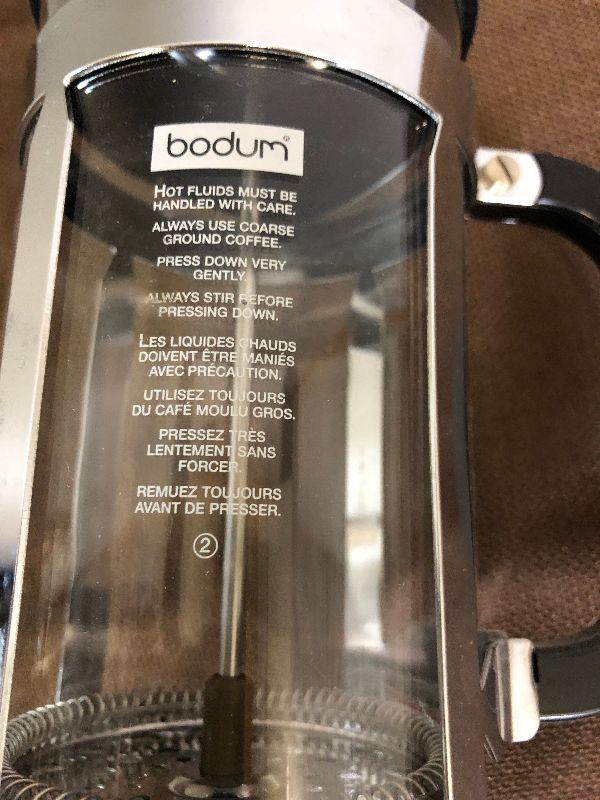 bodum®
HOT FLUIDS MUST BE
HANDLED WITH CARE.
ALWAYS USE COARSE
GROUND COFFEE.
PRESS DOWN VERY
GENTLY.
ALWAYS STIR BEFORE
PRESSING DOWN.
LES LIQUIDES CHAUDS
DOIVENT ÊTRE MANIÉS
AVEC PRÉCAUTION.
UTILISEZ TOUJOURS
DU CAFÉ MOULU GROS.
PRESSEZ TRÈS
LENTEMENT SANS
FORCER.
REMUEZ TOUJOURS
AVANT DE PRESSER.
②